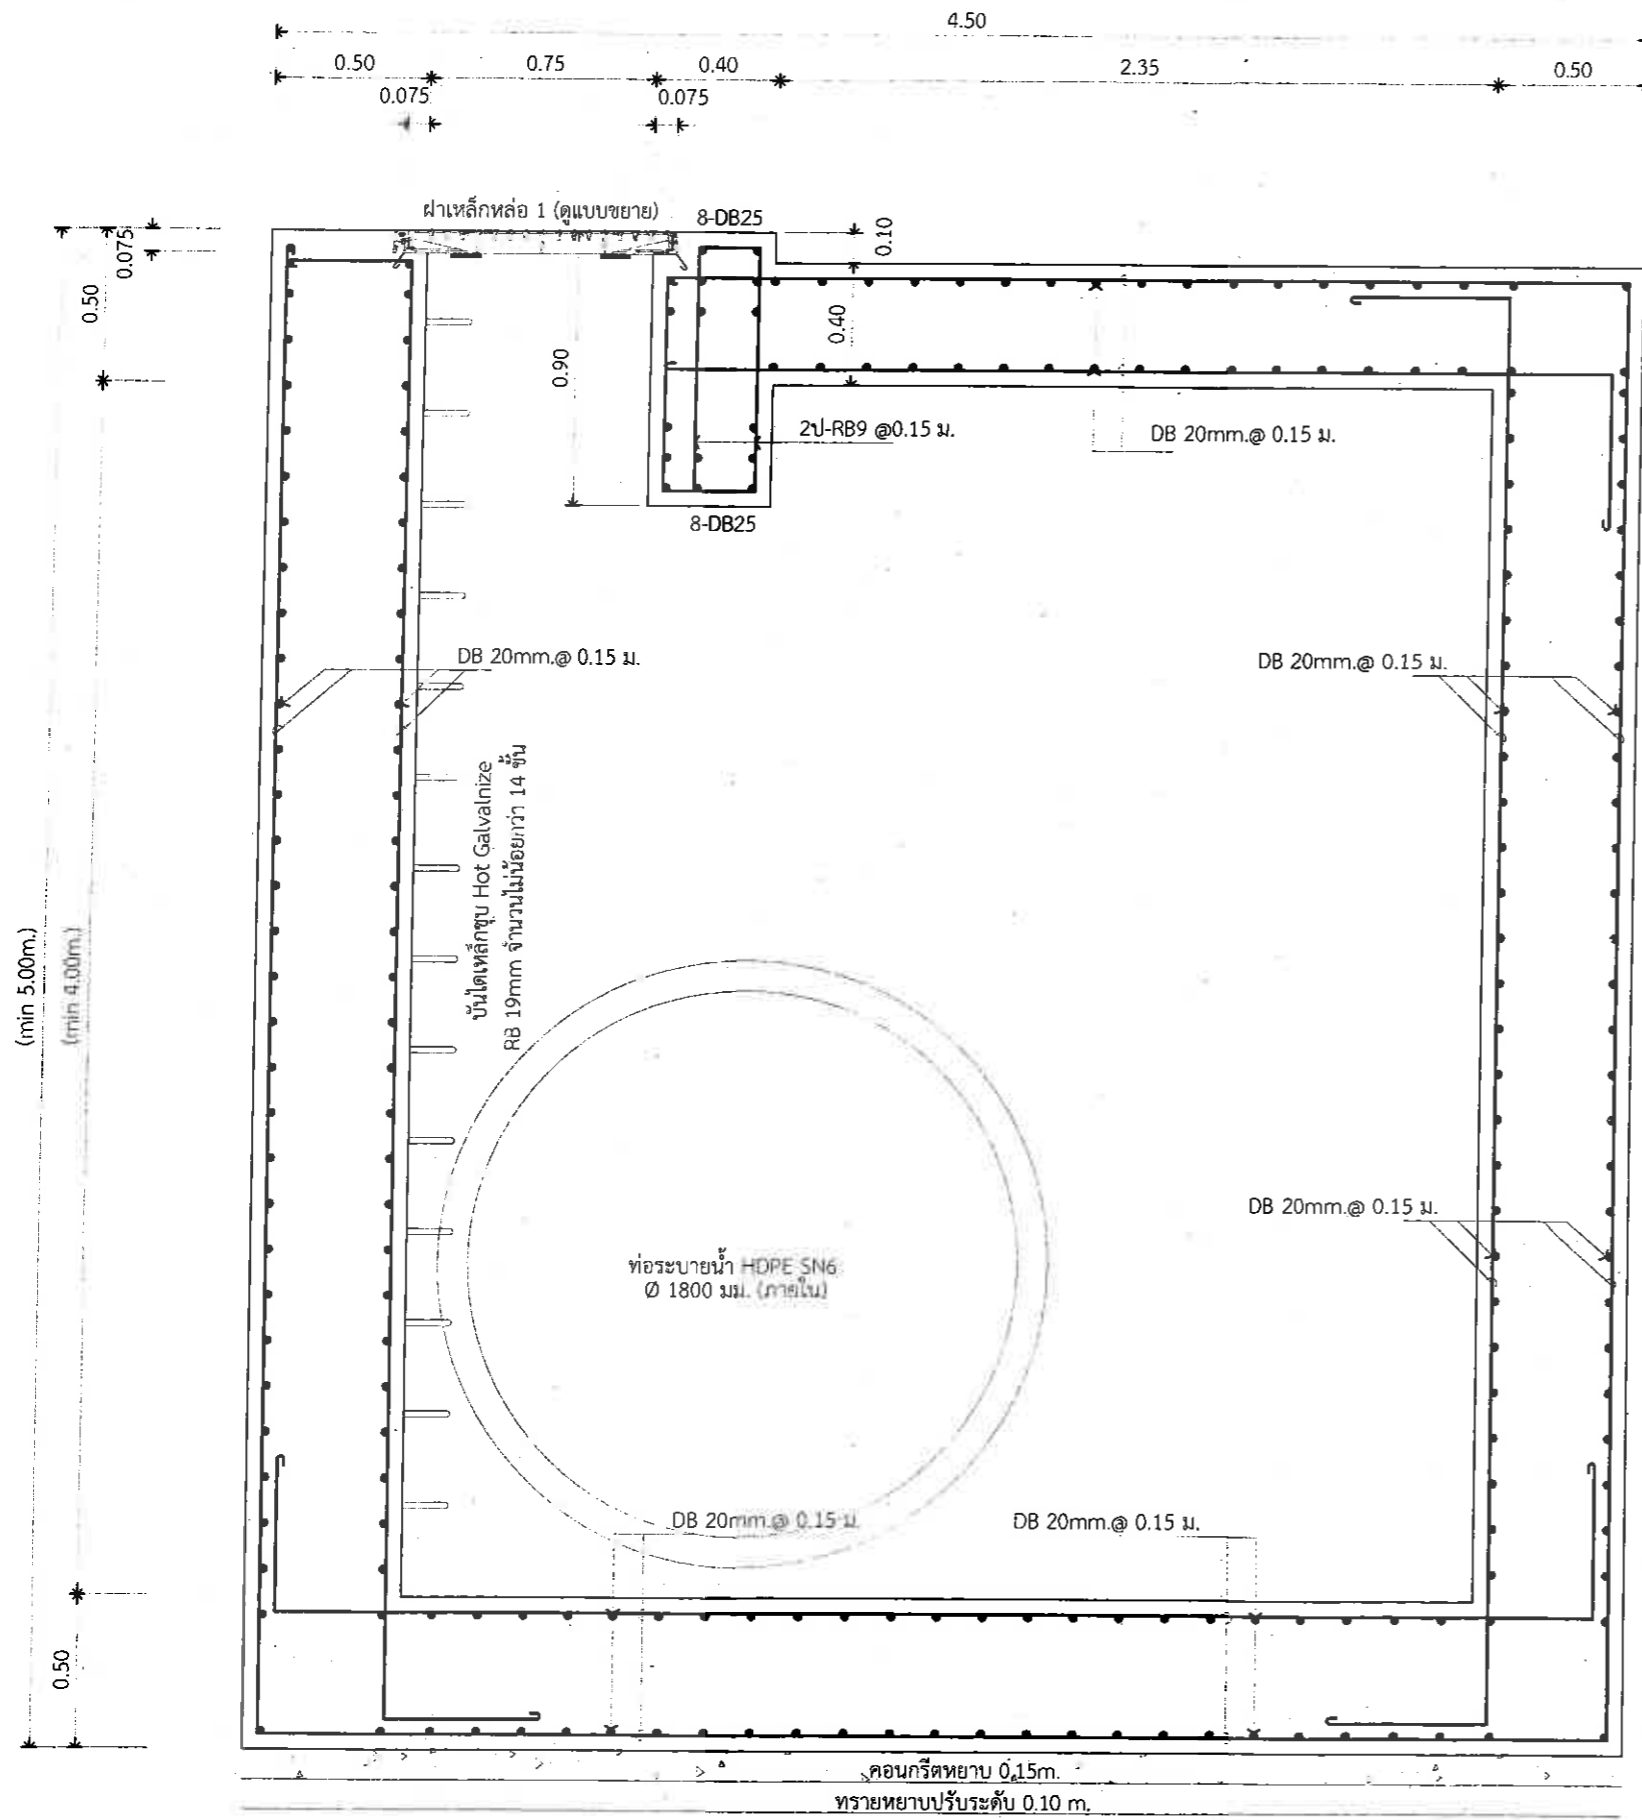 4.50
0.50
0.75
0.40
2.35
0.50
0.075
0.075
ฝาเหล็กหล่อ 1 (ดูแบบขยาย)
8-DB25
0.075
0.10
0.50
0.40
0.90
2ป-RB9 @0.15 ม.
DB 20mm.@ 0.15 ม.
8-DB25
DB 20mm.@ 0.15 ม.
DB 20mm.@ 0.15 ม.
บันไดเหล็กชุบ Hot Galvalnize
RB 19mm จำนวนไม่น้อยกว่า 14 ขั้น
(min 5.00m.)
(min 4.00m.)
DB 20mm.@ 0.15 ม.
ท่อระบายน้ำ HDPE SN6
Ø 1800 มม. (ภายใน)
DB 20mm.@ 0.15 ม.
DB 20mm.@ 0.15 ม.
0.50
คอนกรีตหยาบ 0.15m.
ทรายหยาบปรับระดับ 0.10 m.